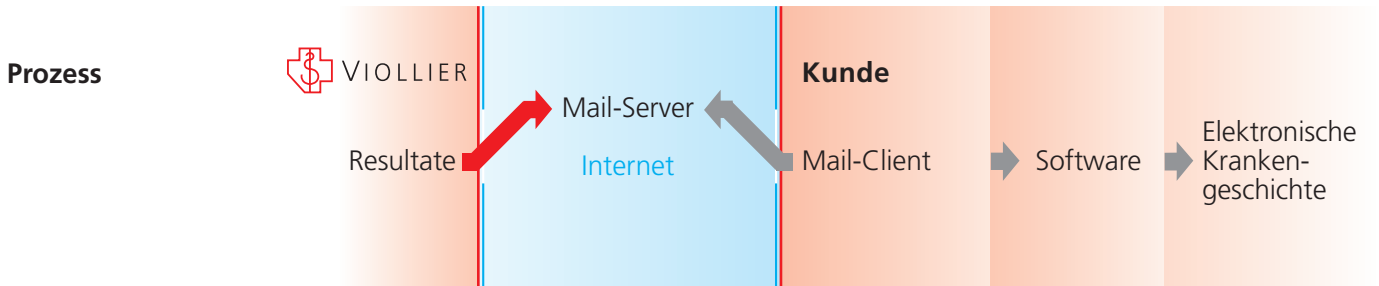 Prozess
VIOLLIER
Kunde
Mail-Server
Resultate
Internet
Mail-Client
Software
Elektronische
Kranken-
geschichte